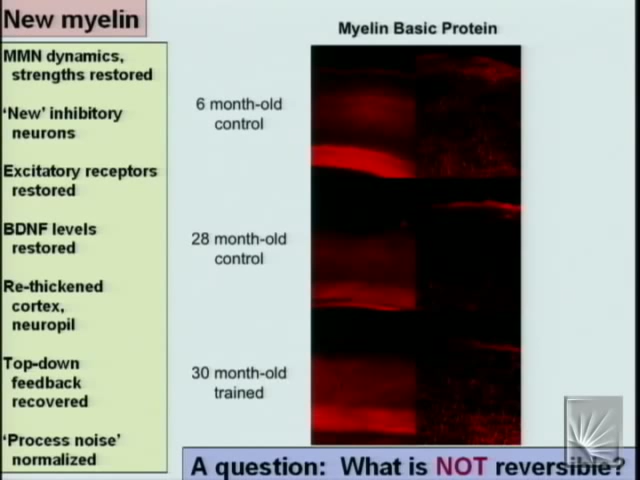 New myelin
MMN dynamics,
strengths restored
‘New’ inhibitory
neurons
Excitatory receptors
restored
BDNF levels
restored
Re-thickened
cortex,
neuropil
Top-down
feedback
recovered
‘Process noise’
normalized
Myelin Basic Protein
6 month-old
control
28 month-old
control
30 month-old
trained
A question: What is NOT reversible?